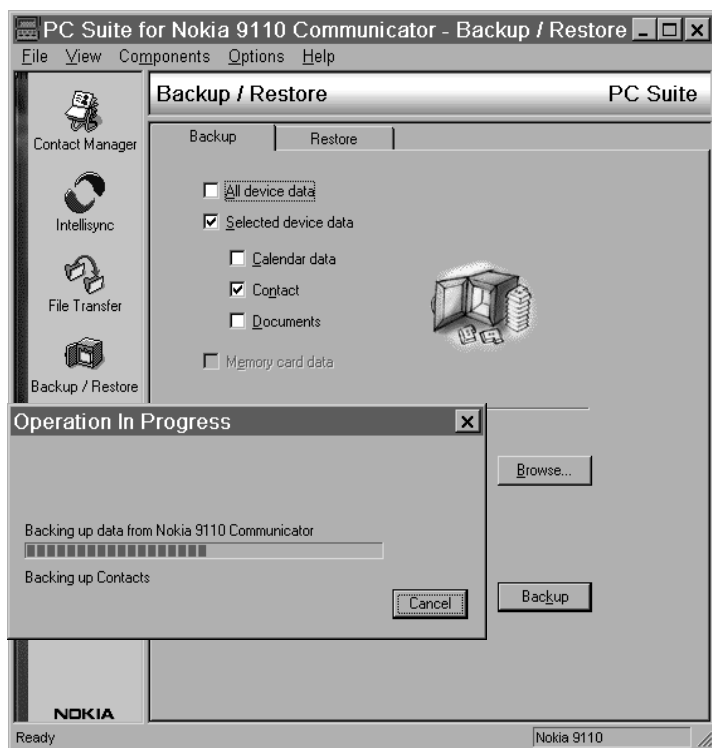 PC Suite for Nokia 9110 Communicator - Backup / Restore
File View Components Options Help
Backup / Restore PC Suite
Contact Manager
Intellisync
File Transfer
Backup / Restore
Backup Restore
All device data
Selected device data
Calendar data
Contact
Documents
Memory card data
Operation In Progress
Browse...
Backing up data from Nokia 9110 Communicator
Backing up Contacts
Cancel
Backup
NOKIA
Ready Nokia 9110